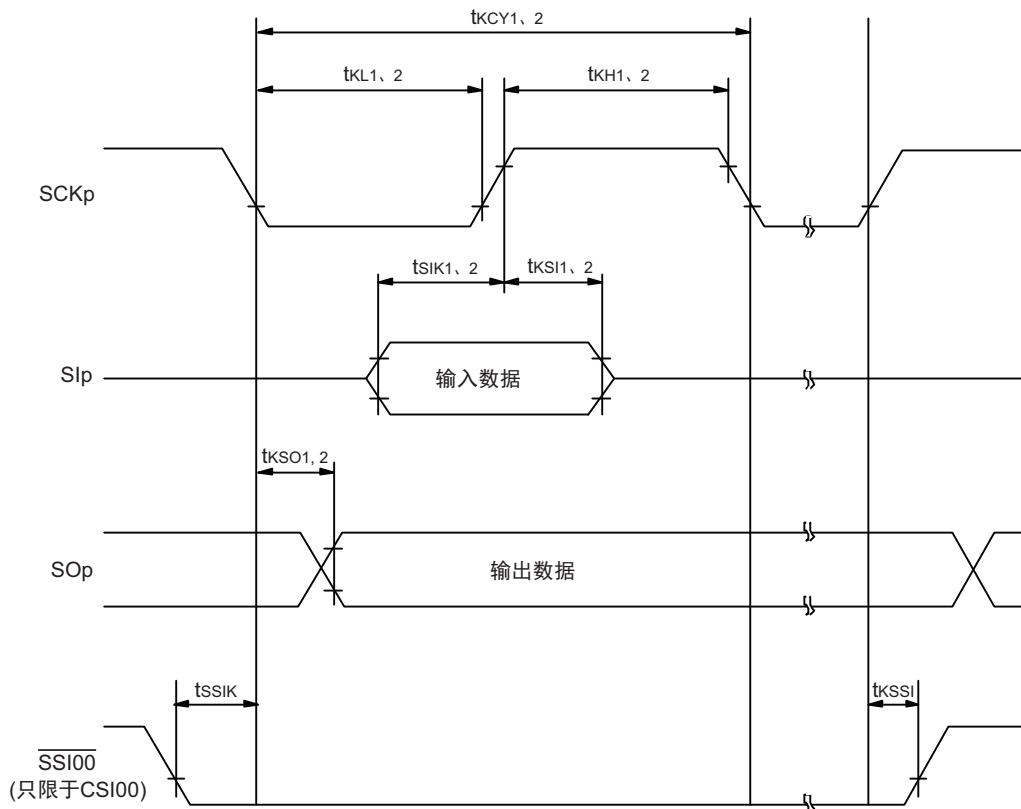 tKCY1、2
tKL1、2
tKH1、2
SCKp
tSIK1、2
tKSI1、2
SIp
输入数据
tKSO1, 2
SOp
输出数据
tSSIK
tKSSI
SSI00
(只限于CSI00)